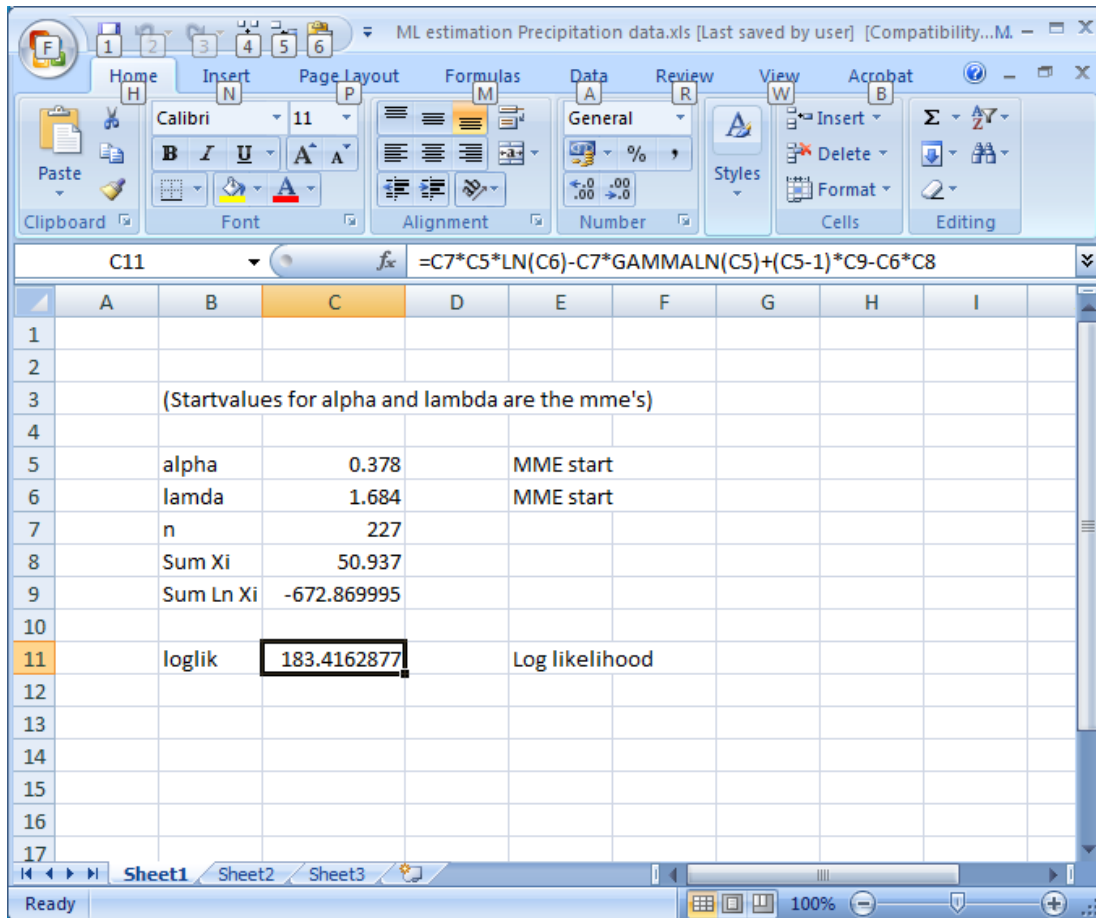 F
1 2 3 4 5 6
ML estimation Precipitation data.xls [Last saved by user] [Compatibility...M.
Home Insert Page Layout Formulas Data Review View Acrobat
H N P M A R W B
Paste
Calibri 11
B I U A A
General
% ,
.0 .00
.00 .0
Styles
Insert
Delete
Format
Σ A Z
Clipboard Font Alignment Number Cells Editing
C11 fx =C7*C5*LN(C6)-C7*GAMMALN(C5)+(C5-1)*C9-C6*C8
A B C D E F G H I
1
2
3 (Startvalues for alpha and lambda are the mme's)
4
5 alpha 0.378 MME start
6 lamda 1.684 MME start
7 n 227
8 Sum Xi 50.937
9 Sum Ln Xi -672.869995
10
11 loglik 183.4162877 Log likelihood
12
13
14
15
16
17
Sheet1 Sheet2 Sheet3
Ready 100%